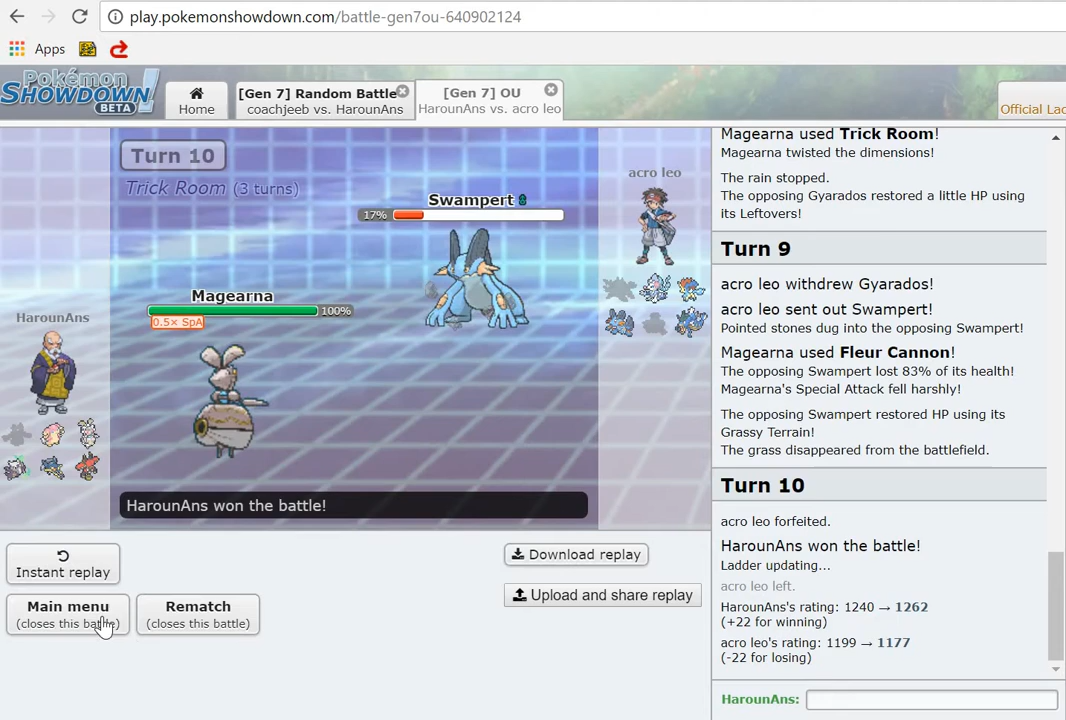 play.pokemonshowdown.com/battle-gen7ou-640902124
Apps
Pokémon
SHOWDOWN!
BETA
Home
[Gen 7] Random Battle
coachjeeb vs. HarounAns
[Gen 7] OU
HarounAns vs. acro leo
Official Lad
Turn 10
Trick Room (3 turns)
Swampert
17%
acro leo
Magearna
100%
0.5× SpA
HarounAns
HarounAns won the battle!
Magearna used Trick Room!
Magearna twisted the dimensions!
The rain stopped.
The opposing Gyarados restored a little HP using
its Leftovers!
Turn 9
acro leo withdrew Gyarados!
acro leo sent out Swampert!
Pointed stones dug into the opposing Swampert!
Magearna used Fleur Cannon!
The opposing Swampert lost 83% of its health!
Magearna's Special Attack fell harshly!
The opposing Swampert restored HP using its
Grassy Terrain!
The grass disappeared from the battlefield.
Turn 10
acro leo forfeited.
HarounAns won the battle!
Ladder updating...
acro leo left.
HarounAns's rating: 1240 → 1262
(+22 for winning)
acro leo's rating: 1199 → 1177
(-22 for losing)
HarounAns:
Instant replay
Download replay
Upload and share replay
Main menu
(closes this battle)
Rematch
(closes this battle)